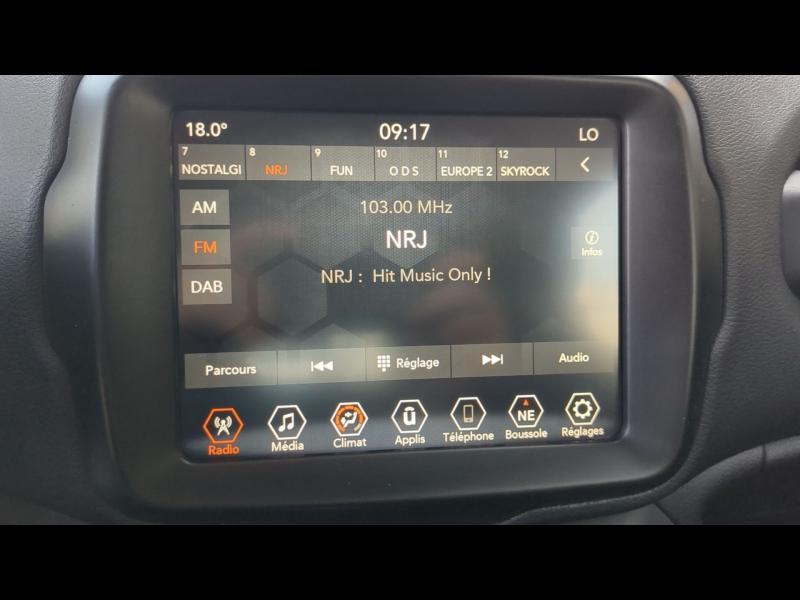 18.0° 09:17 LO
7 8 9 10 11 12
NOSTALGI NRJ FUN O D S EUROPE 2 SKYROCK
AM 103.00 MHz
FM NRJ
Infos
DAB NRJ : Hit Music Only !
Parcours Réglage Audio
ū NE
Radio Média Climat Applis Téléphone Boussole Réglages